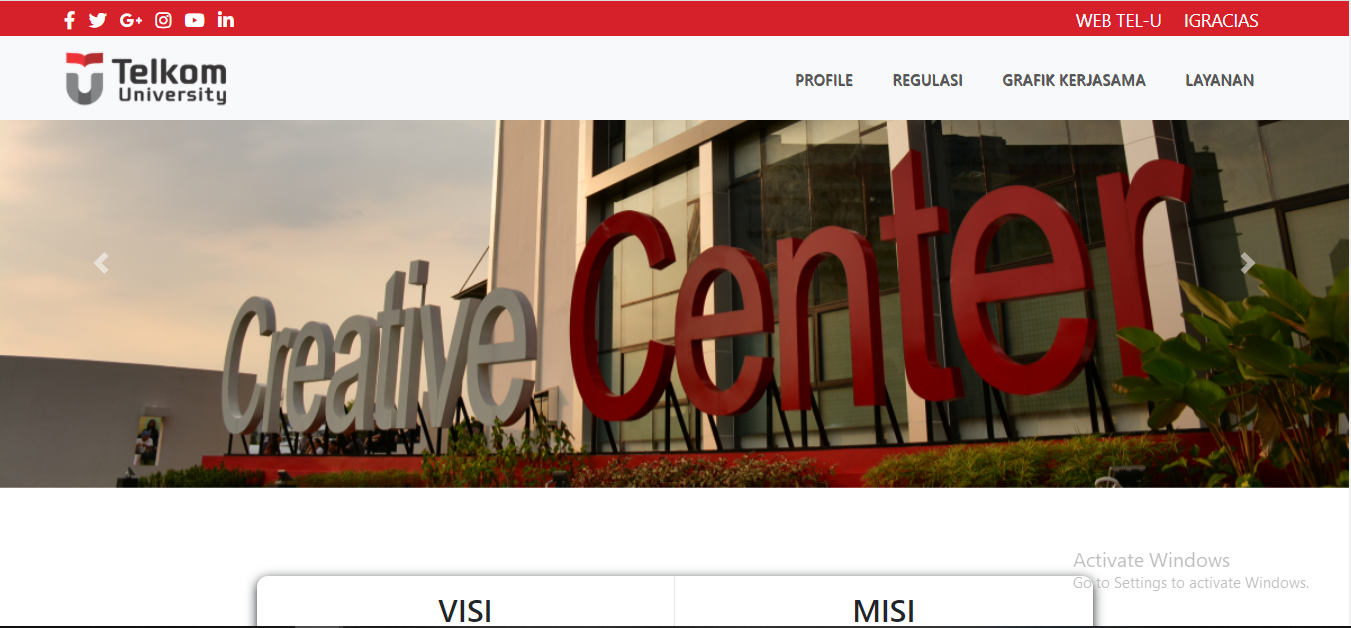 WEB TEL-U IGRACIAS
Telkom
University
PROFILE REGULASI GRAFIK KERJASAMA LAYANAN
Creative Center
Activate Windows
Go to Settings to activate Windows.
VISI MISI